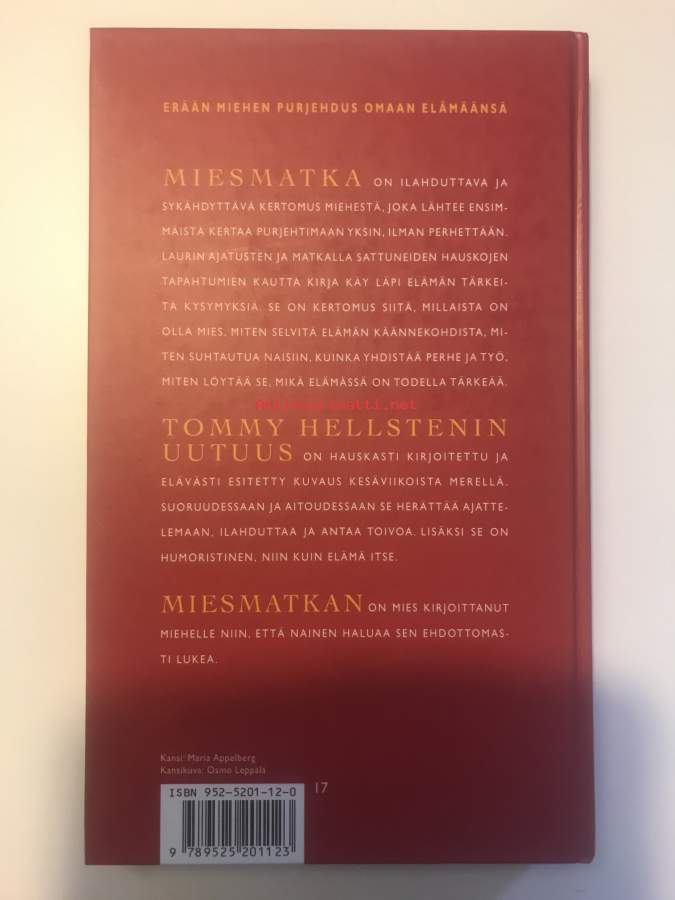 ERÄÄN MIEHEN PURJEHDUS OMAAN ELÄMÄÄNSÄ
MIESMATKA ON ILAHDUTTAVA JA
SYKÄHDYTTÄVÄ KERTOMUS MIEHESTÄ, JOKA LÄHTEE ENSIM-
MÄISTA KERTAA PURJEHTIMAAN YKSIN, ILMAN PERHETTÄÄN.
LAURIN AJATUSTEN JA MATKALLA SATTUNEIDEN HAUSKOJEN
TAPAHTUMIEN KAUTTA KIRJA KÄY LÄPI ELÄMÄN TÄRKEI-
TÄ KYSYMYKSIÄ. SE ON KERTOMUS SIITÄ, MILLAISTA ON
OLLA MIES, MITEN SELVITÄ ELÄMÄN KÄÄNNEKOHDISTA, MI-
TEN SUHTAUTUA NAISIIN, KUINKA YHDISTÄÄ PERHE JA TYÖ,
MITEN LÖYTÄÄ SE, MIKÄ ELÄMÄSSÄ ON TODELLA TÄRKEÄÄ.
TOMMY HELLSTENIN
UUTUUS ON HAUSKASTI KIRJOITETTU JA
ELÄVÄSTI ESITETTY KUVAUS KESÄVIIKOISTA MERELLÄ.
SUORUUDESSAAN JA AITOUDESSAAN SE HERÄTTÄÄ AJATTE-
LEMAAN, ILAHDUTTAA JA ANTAA TOIVOA. LISÄKSI SE ON
HUMORISTINEN, NIIN KUIN ELÄMÄ ITSE.
MIESMATKAN ON MIES KIRJOITTANUT
MIEHELLE NIIN, ETTÄ NAINEN HALUAA SEN EHDOTTOMAS-
TI LUKEA.
Kansi: Maria Appelberg
Kansikuva: Osmo Leppälä
ISBN 952-5201-12-0
17
9 789525 201123